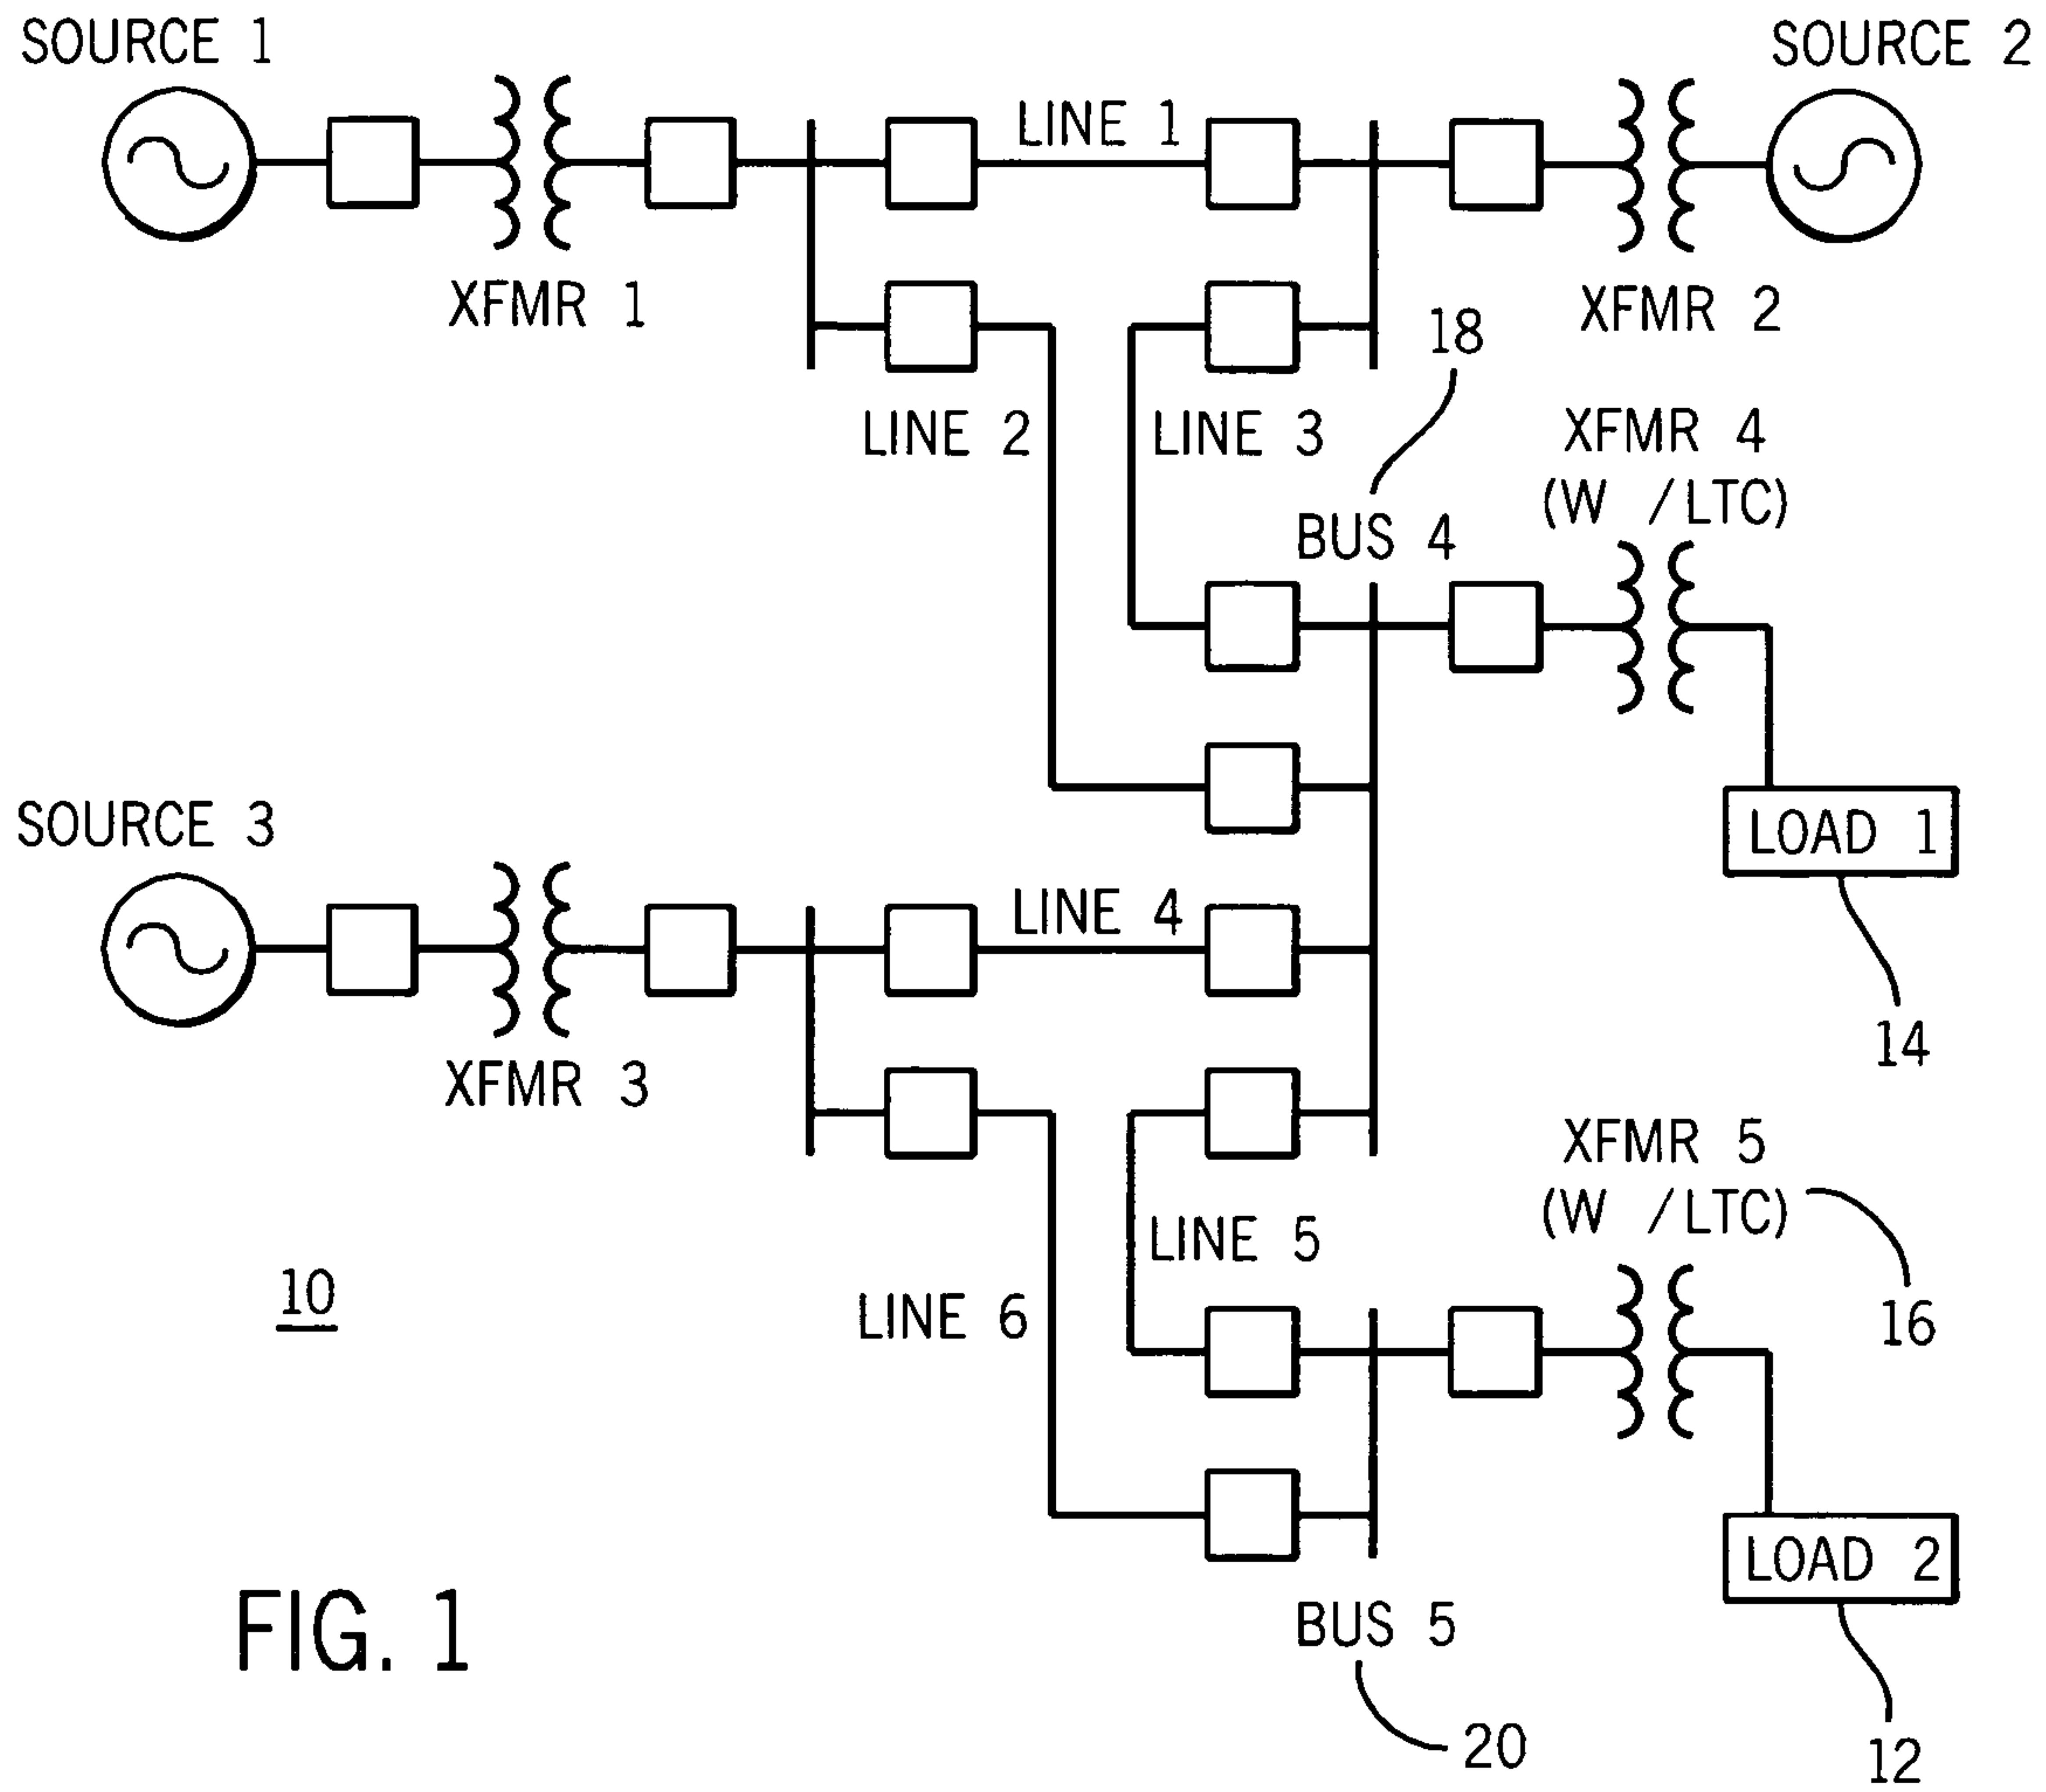 SOURCE 1
SOURCE 2
LINE 1
XFMR 1
XFMR 2
18
LINE 2
LINE 3
XFMR 4
(W /LTC)
BUS 4
SOURCE 3
LOAD 1
LINE 4
14
XFMR 3
XFMR 5
(W /LTC)
LINE 5
10
LINE 6
16
LOAD 2
FIG. 1
BUS 5
20
12